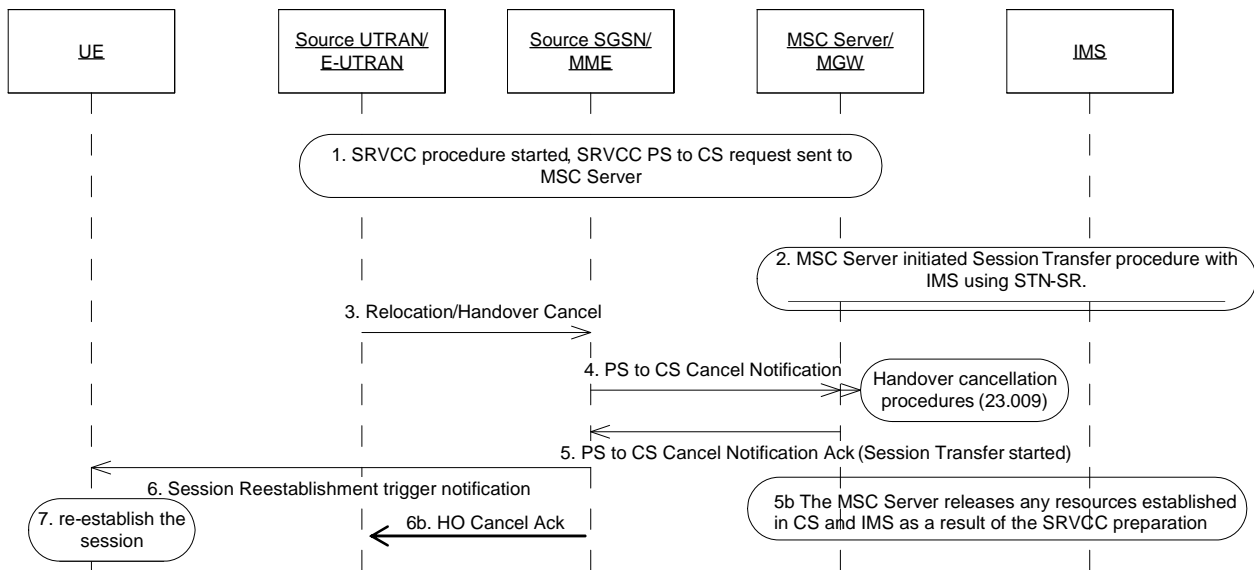 UE
Source UTRAN/
E-UTRAN
Source SGSN/
MME
MSC Server/
MGW
IMS
1. SRVCC procedure started, SRVCC PS to CS request sent to
MSC Server
2. MSC Server initiated Session Transfer procedure with
IMS using STN-SR.
3. Relocation/Handover Cancel
4. PS to CS Cancel Notification
Handover cancellation
procedures (23.009)
5. PS to CS Cancel Notification Ack (Session Transfer started)
6. Session Reestablishment trigger notification
5b The MSC Server releases any resources established
in CS and IMS as a result of the SRVCC preparation
7. re-establish the
session
6b. HO Cancel Ack